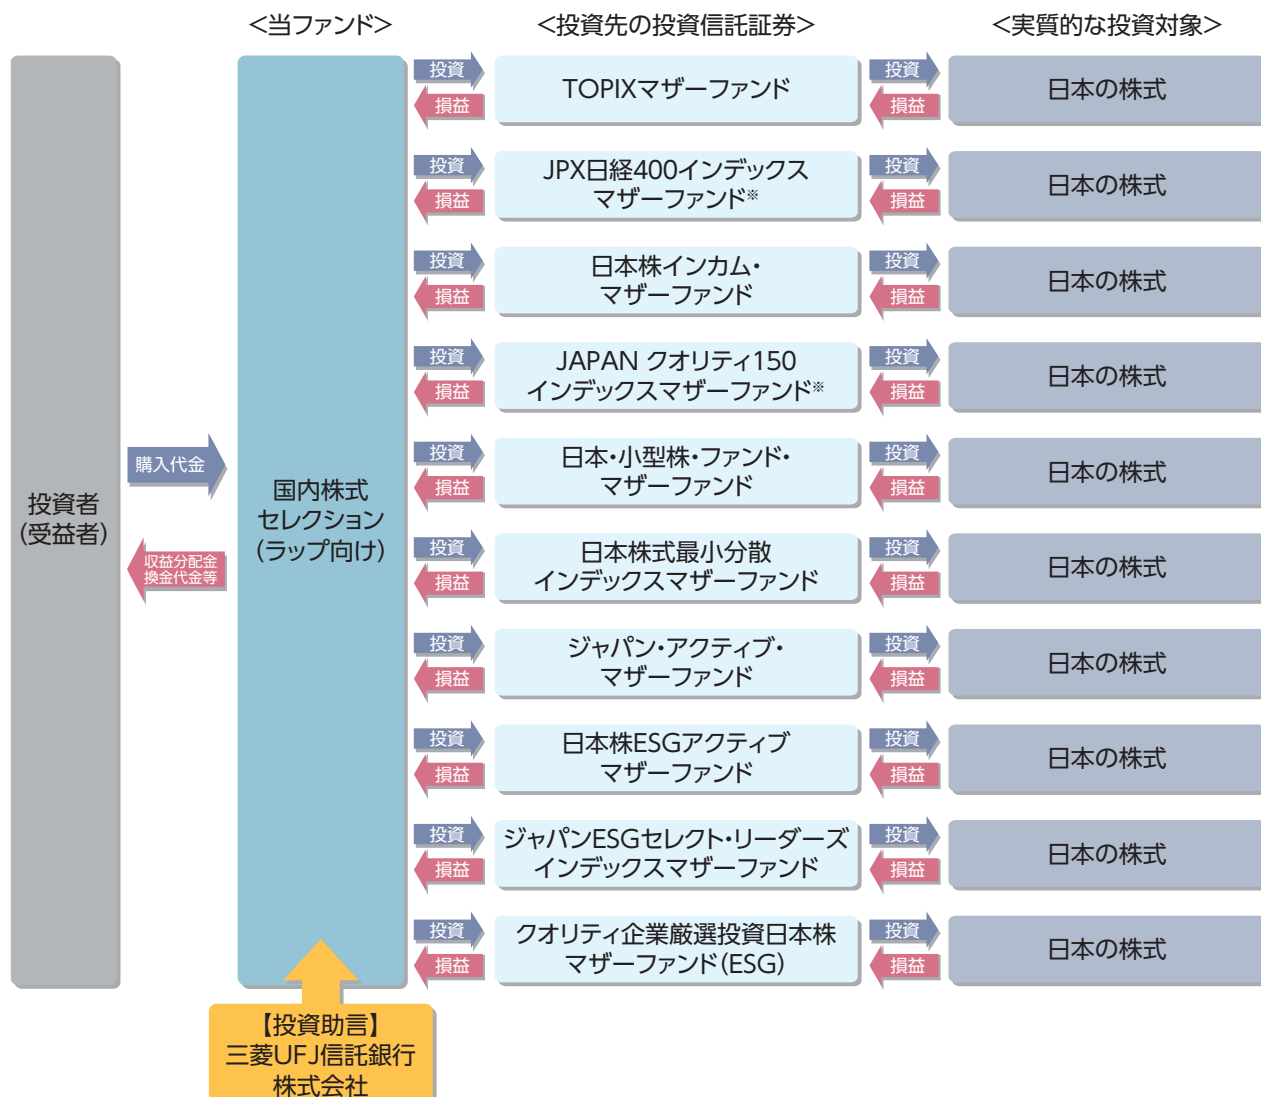 <当ファンド>
<投資先の投資信託証券>
<実質的な投資対象>
投資者
(受益者)
購入代金
収益分配金
換金代金等
国内株式
セレクション
(ラップ向け)
【投資助言】
三菱UFJ信託銀行
株式会社
投資
損益
TOPIXマザーファンド
投資
損益
日本の株式
投資
損益
JPX日経400インデックス
マザーファンド※
投資
損益
日本の株式
投資
損益
日本株インカム・
マザーファンド
投資
損益
日本の株式
投資
損益
JAPAN クオリティ150
インデックスマザーファンド※
投資
損益
日本の株式
投資
損益
日本・小型株・ファンド・
マザーファンド
投資
損益
日本の株式
投資
損益
日本株式最小分散
インデックスマザーファンド
投資
損益
日本の株式
投資
損益
ジャパン・アクティブ・
マザーファンド
投資
損益
日本の株式
投資
損益
日本株ESGアクティブ
マザーファンド
投資
損益
日本の株式
投資
損益
ジャパンESGセレクト・リーダーズ
インデックスマザーファンド
投資
損益
日本の株式
投資
損益
クオリティ企業厳選投資日本株
マザーファンド(ESG)
投資
損益
日本の株式